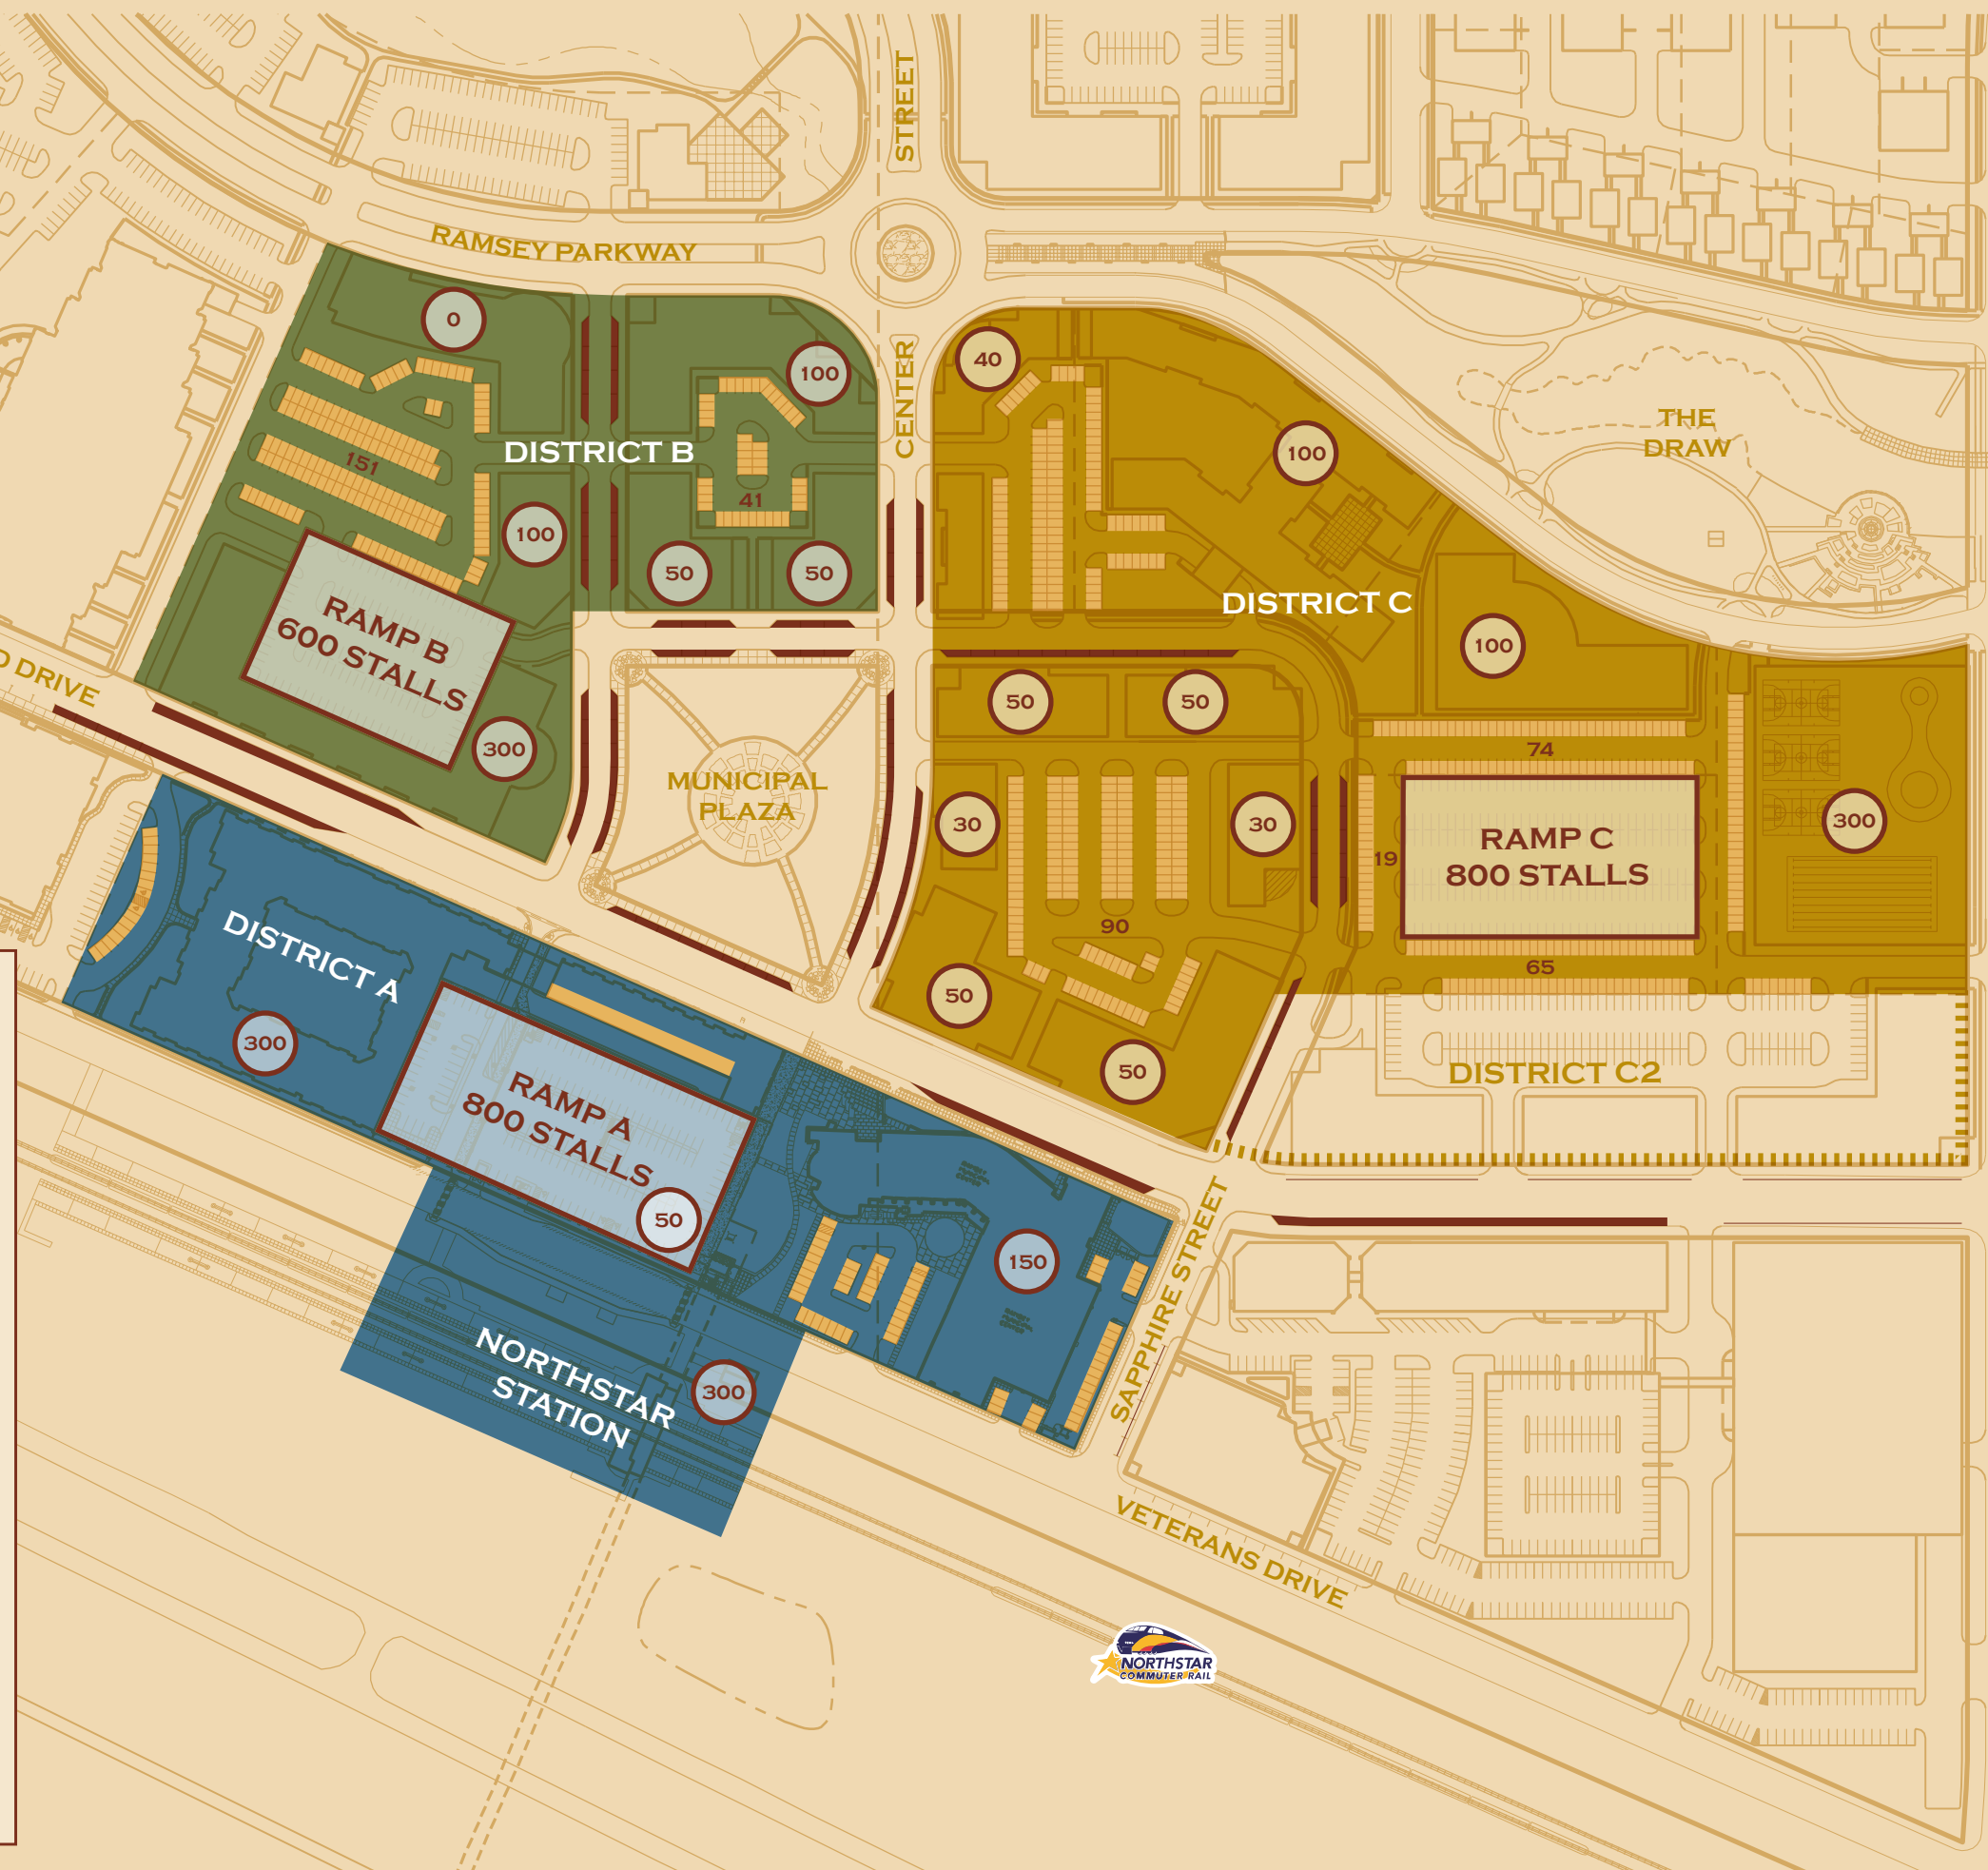 STREET
RAMSEY PARKWAY
0
100
CENTER
40
THE
DRAW
DISTRICT B
100
151
41
100
50
50
DISTRICT C
RAMP B
600 STALLS
100
D DRIVE
50
50
300
74
MUNICIPAL
PLAZA
30
30
300
RAMP C
800 STALLS
19
90
65
DISTRICT A
50
300
50
DISTRICT C2
RAMP A
800 STALLS
50
150
SAPPHIRE STREET
NORTHSTAR
STATION
300
VETERANS DRIVE
NORTHSTAR
COMMUTER RAIL